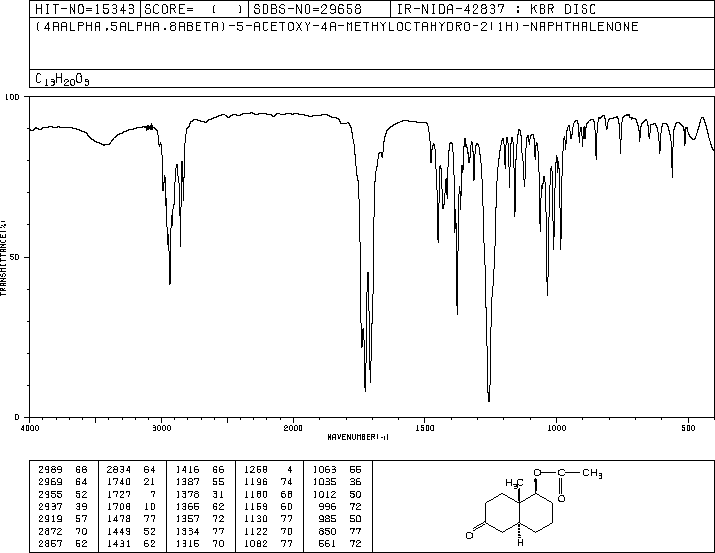 HIT-NO=15343 SCORE= ( ) SDBS-NO=29658 IR-NIDA-42837 : KBR DISC
(4AALPHA,5ALPHA,8ABETA)-5-ACETOXY-4A-METHYLOCTAHYDRO-2(1H)-NAPHTHALENONE
C13H20O3
100
50
0
TRANSMITTANCE(%)
4000 3000 2000 1500 1000 500
WAVENUMBER(-1)
2989 68 2834 64 1416 66 1258 4 1063 55
2969 64 1740 21 1387 55 1196 74 1035 36
2955 52 1727 7 1378 31 1180 68 1012 50
2937 39 1708 10 1366 62 1159 60 996 72
2919 57 1478 77 1357 72 1130 77 985 50
2872 70 1449 52 1334 77 1122 70 850 77
2857 52 1431 62 1315 70 1082 77 561 72
O C CH3
H3C O
O
H